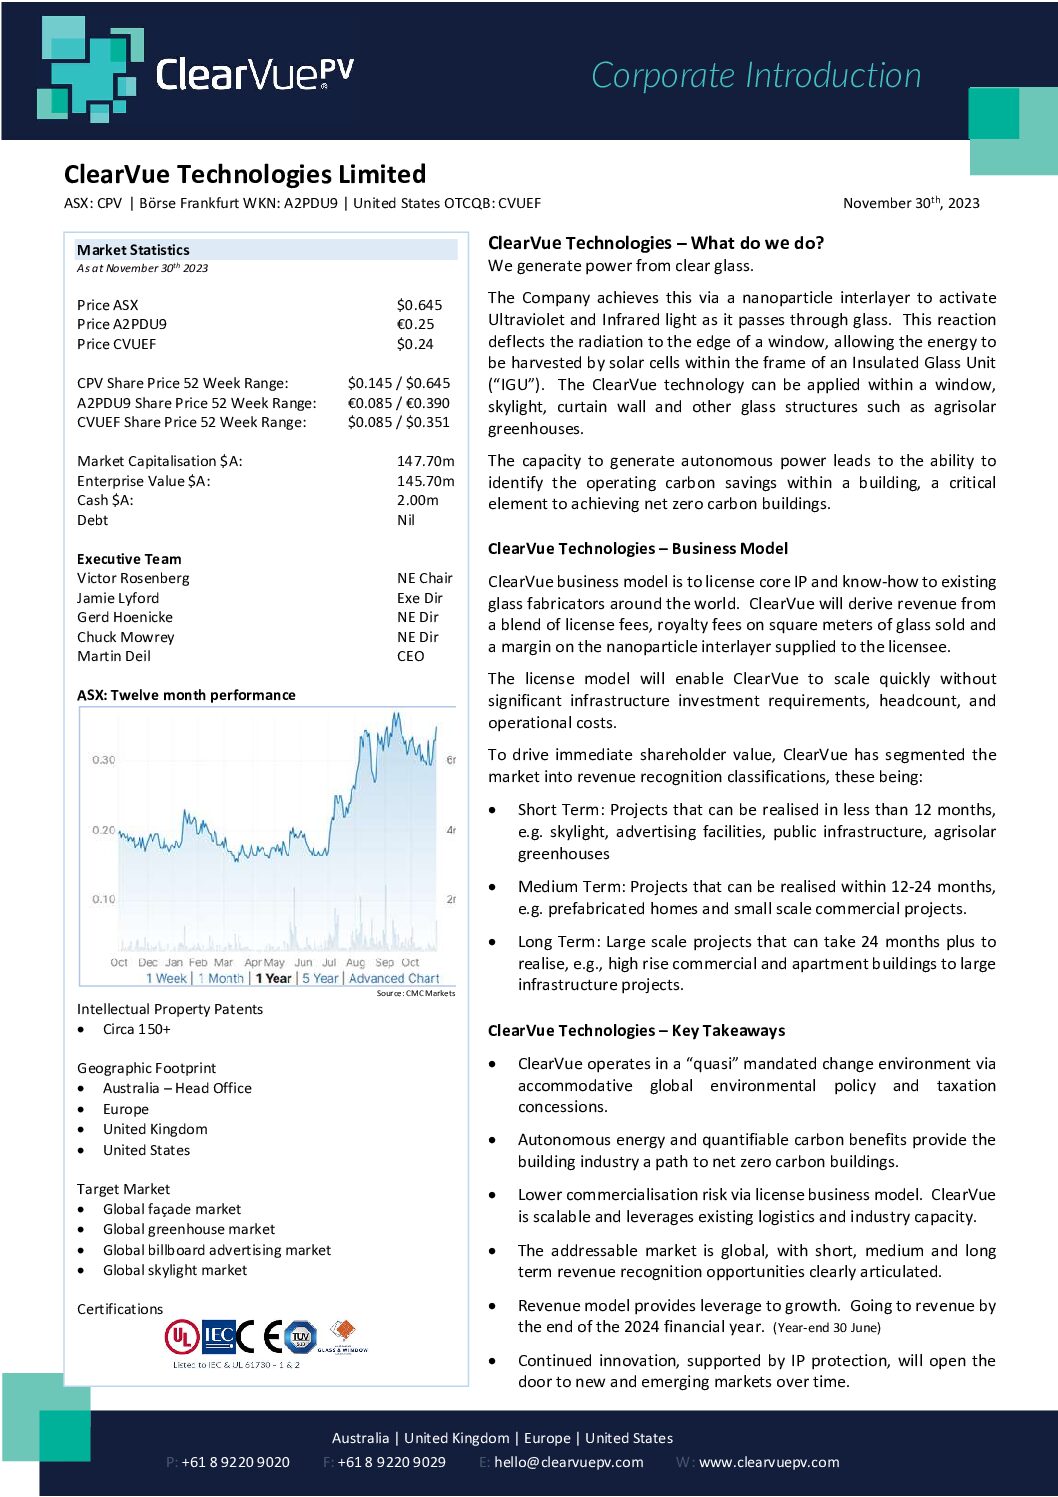 ClearVuePV
Corporate Introduction
ClearVue Technologies Limited
ASX: CPV | Börse Frankfurt WKN: A2PDU9 | United States OTCQB: CVUEF
November 30th, 2023
Market Statistics
As at November 30th 2023
Price ASX $0.645
Price A2PDU9 €0.25
Price CVUEF $0.24
CPV Share Price 52 Week Range: $0.145 / $0.645
A2PDU9 Share Price 52 Week Range: €0.085 / €0.390
CVUEF Share Price 52 Week Range: $0.085 / $0.351
Market Capitalisation $A: 147.70m
Enterprise Value $A: 145.70m
Cash $A: 2.00m
Debt Nil
Executive Team
Victor Rosenberg NE Chair
Jamie Lyford Exe Dir
Gerd Hoenicke NE Dir
Chuck Mowrey NE Dir
Martin Deil CEO
ASX: Twelve month performance
0.30 6m
0.20 4m
0.10 2m
Oct Dec Jan Feb Mar Apr May Jun Jul Aug Sep Oct
1 Week | 1 Month | 1 Year | 5 Year | Advanced Chart
Source: CMC Markets
Intellectual Property Patents
• Circa 150+
Geographic Footprint
• Australia – Head Office
• Europe
• United Kingdom
• United States
Target Market
• Global façade market
• Global greenhouse market
• Global billboard advertising market
• Global skylight market
Certifications
UL IEC CE TÜV
GLASS & WINDOW
Listed to IEC & UL 61730 – 1 & 2
ClearVue Technologies – What do we do?
We generate power from clear glass.
The Company achieves this via a nanoparticle interlayer to activate
Ultraviolet and Infrared light as it passes through glass. This reaction
deflects the radiation to the edge of a window, allowing the energy to
be harvested by solar cells within the frame of an Insulated Glass Unit
(“IGU”). The ClearVue technology can be applied within a window,
skylight, curtain wall and other glass structures such as agrisolar
greenhouses.
The capacity to generate autonomous power leads to the ability to
identify the operating carbon savings within a building, a critical
element to achieving net zero carbon buildings.
ClearVue Technologies – Business Model
ClearVue business model is to license core IP and know-how to existing
glass fabricators around the world. ClearVue will derive revenue from
a blend of license fees, royalty fees on square meters of glass sold and
a margin on the nanoparticle interlayer supplied to the licensee.
The license model will enable ClearVue to scale quickly without
significant infrastructure investment requirements, headcount, and
operational costs.
To drive immediate shareholder value, ClearVue has segmented the
market into revenue recognition classifications, these being:
• Short Term: Projects that can be realised in less than 12 months,
e.g. skylight, advertising facilities, public infrastructure, agrisolar
greenhouses
• Medium Term: Projects that can be realised within 12-24 months,
e.g. prefabricated homes and small scale commercial projects.
• Long Term: Large scale projects that can take 24 months plus to
realise, e.g., high rise commercial and apartment buildings to large
infrastructure projects.
ClearVue Technologies – Key Takeaways
• ClearVue operates in a “quasi” mandated change environment via
accommodative global environmental policy and taxation
concessions.
• Autonomous energy and quantifiable carbon benefits provide the
building industry a path to net zero carbon buildings.
• Lower commercialisation risk via license business model. ClearVue
is scalable and leverages existing logistics and industry capacity.
• The addressable market is global, with short, medium and long
term revenue recognition opportunities clearly articulated.
• Revenue model provides leverage to growth. Going to revenue by
the end of the 2024 financial year. (Year-end 30 June)
• Continued innovation, supported by IP protection, will open the
door to new and emerging markets over time.
Australia | United Kingdom | Europe | United States
P: +61 8 9220 9020 F: +61 8 9220 9029 E: hello@clearvuepv.com W: www.clearvuepv.com